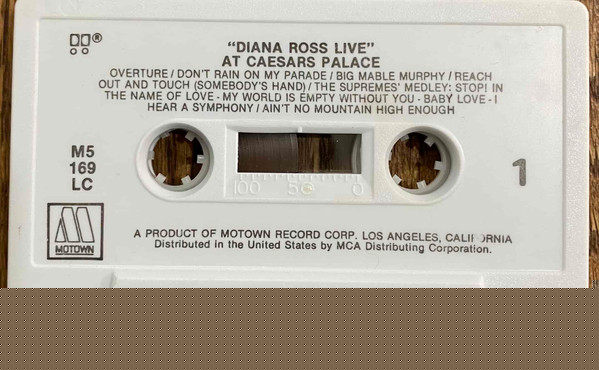 ®
"DIANA ROSS LIVE"
AT CAESARS PALACE
OVERTURE / DON'T RAIN ON MY PARADE / BIG MABLE MURPHY / REACH
OUT AND TOUCH (SOMEBODY'S HAND) / THE SUPREMES' MEDLEY: STOP! IN
THE NAME OF LOVE - MY WORLD IS EMPTY WITHOUT YOU - BABY LOVE - I
HEAR A SYMPHONY / AIN'T NO MOUNTAIN HIGH ENOUGH
M5
169
LC
100 50 0
1
MOTOWN
A PRODUCT OF MOTOWN RECORD CORP. LOS ANGELES, CALIF RNIA
Distributed in the United States by MCA Distributing Corporation.